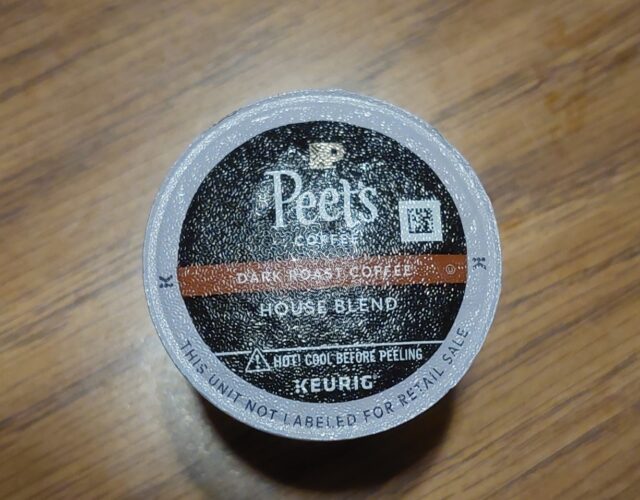 Peet's
COFFEE
DARK ROAST COFFEE
HOUSE BLEND
HOT! COOL BEFORE PEELING
KEURIG
THIS UNIT NOT LABELED FOR RETAIL SALE
K
K